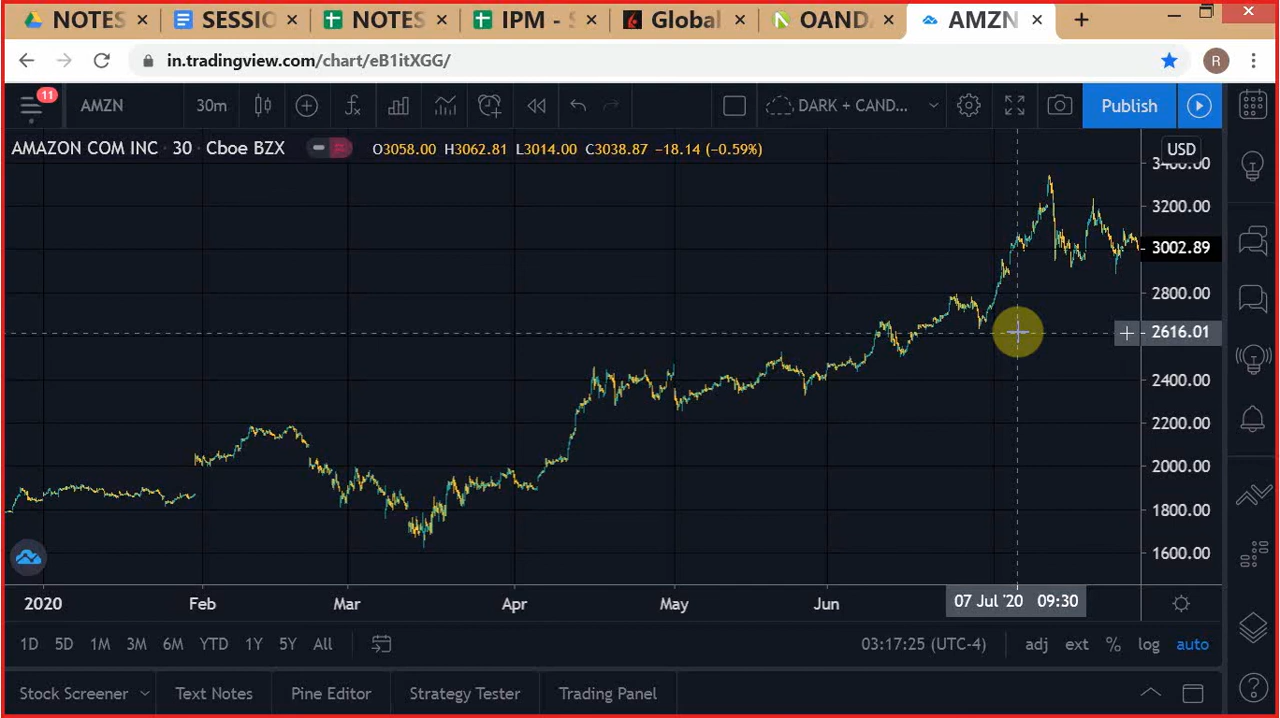 NOTES
SESSIO
NOTES
IPM - S
Global
OAND
AMZN
in.tradingview.com/chart/eB1itXGG/
R
11
AMZN
30m
DARK + CAND...
Publish
AMAZON COM INC · 30 · Cboe BZX
O3058.00 H3062.81 L3014.00 C3038.87 −18.14 (−0.59%)
USD
3400.00
3200.00
3002.89
2800.00
2616.01
2400.00
2200.00
2000.00
1800.00
1600.00
2020
Feb
Mar
Apr
May
Jun
07 Jul '20 09:30
1D 5D 1M 3M 6M YTD 1Y 5Y All
03:17:25 (UTC-4)
adj ext % log auto
Stock Screener
Text Notes
Pine Editor
Strategy Tester
Trading Panel